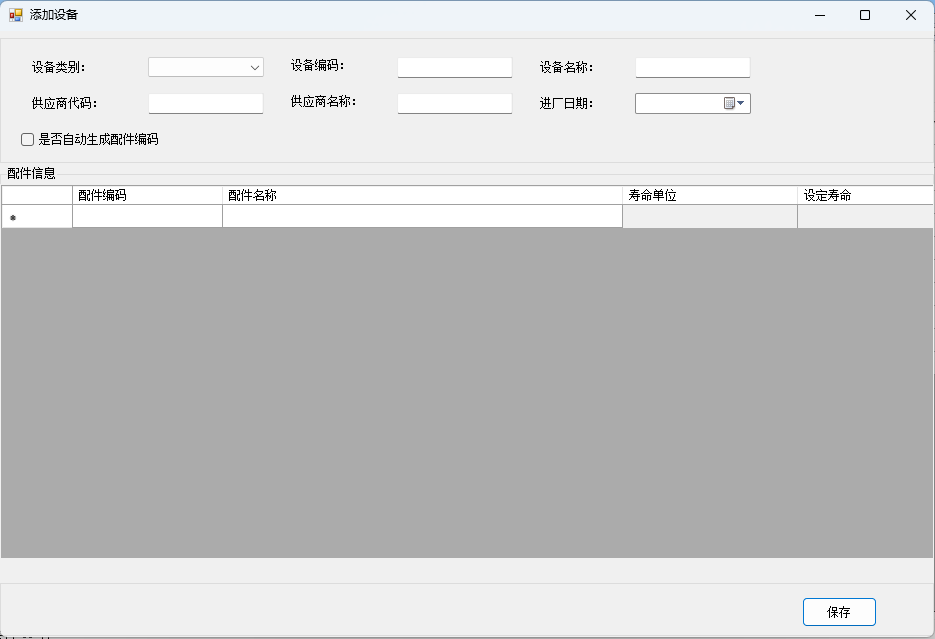 添加设备
设备类别： 设备编码： 设备名称：
供应商代码： 供应商名称： 进厂日期：
是否自动生成配件编码
配件信息
配件编码 配件名称 寿命单位 设定寿命
保存